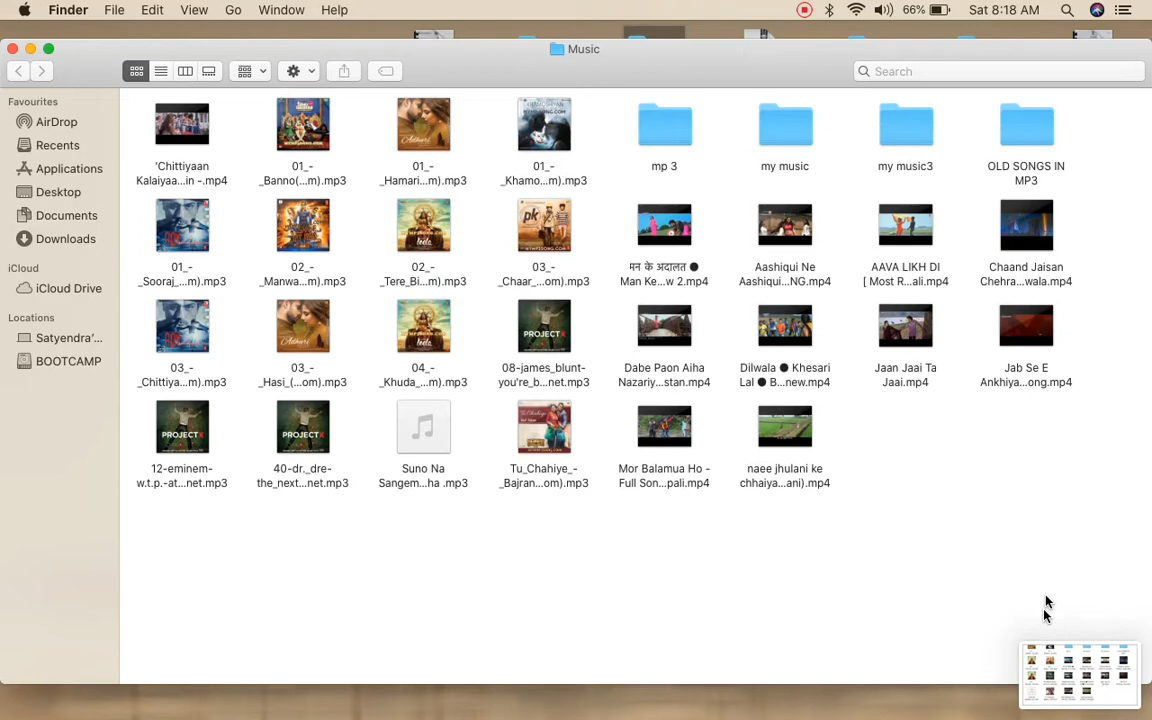 Finder File Edit View Go Window Help 66% Sat 8:18 AM
Music
Search
Favourites
AirDrop
Recents
Applications
Desktop
Documents
Downloads
iCloud
iCloud Drive
Locations
Satyendra’...
BOOTCAMP
'Chittiyaan
Kalaiyaa...in -.mp4
01_-
_Banno(...m).mp3
01_-
_Hamari...m).mp3
01_-
_Khamo...m).mp3
mp 3
my music
my music3
OLD SONGS IN
MP3
01_-
_Sooraj_...m).mp3
02_-
_Manwa...m).mp3
02_-
_Tere_Bi...m).mp3
03_-
_Chaar_...om).mp3
मन के अदालत ●
Man Ke...w 2.mp4
Aashiqui Ne
Aashiqui...NG.mp4
AAVA LIKH DI
[ Most R...ali.mp4
Chaand Jaisan
Chehra...wala.mp4
03_-
_Chittiya...m).mp3
03_-
_Hasi_(...om).mp3
04_-
_Khuda_...m).mp3
08-james_blunt-
you're_b...net.mp3
Dabe Paon Aiha
Nazariy...stan.mp4
Dilwala ● Khesari
Lal ● B...new.mp4
Jaan Jaai Ta
Jaai.mp4
Jab Se E
Ankhiya...ong.mp4
PROJECTX
12-eminem-
w.t.p.-at...net.mp3
PROJECTX
40-dr._dre-
the_next...net.mp3
PROJECTX
Suno Na
Sangem...ha .mp3
Tu_Chahiye_-
_Bajran...om).mp3
Mor Balamua Ho -
Full Son...pali.mp4
naee jhulani ke
chhaiya...ani).mp4